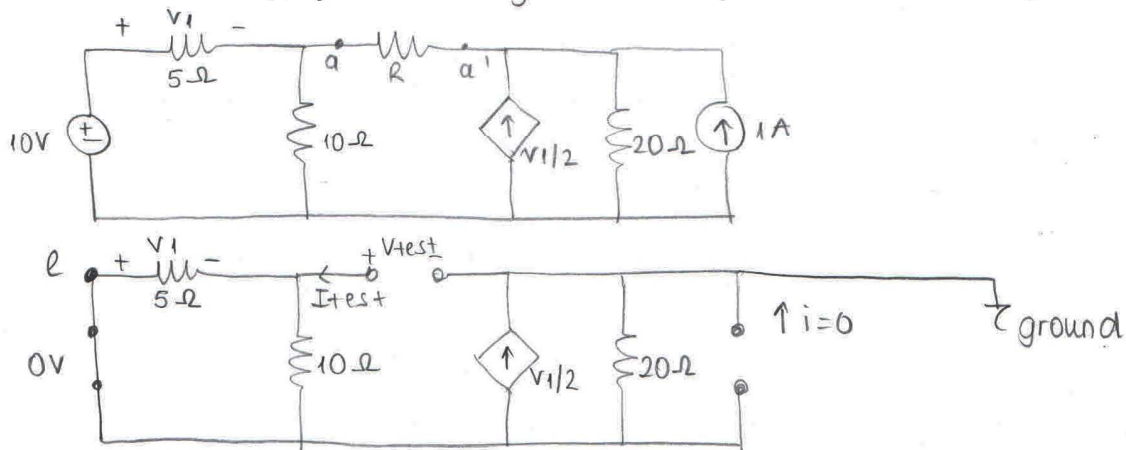 + V1 -
5Ω
a R a'
10V + - 10Ω V1/2 20Ω 1A
e + V1 - + Vtest -
5Ω Itest i=0 ground
0V 10Ω V1/2 20Ω